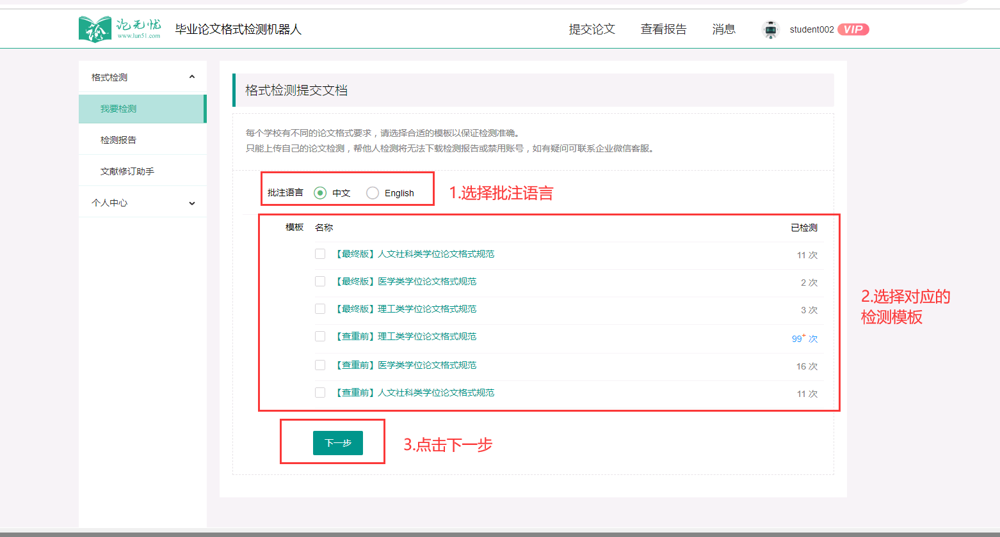 论无忧
www.lun51.com
毕业论文格式检测机器人
提交论文
查看报告
消息
student002
VIP
格式检测
我要检测
检测报告
文献修订助手
个人中心
格式检测提交文档
每个学校有不同的论文格式要求，请选择合适的模板以保证检测准确。
只能上传自己的论文检测，帮他人检测将无法下载检测报告或禁用账号，如有疑问可联系企业微信客服。
批注语言 中文 English
1.选择批注语言
模板 名称 已检测
【最终版】人文社科类学位论文格式规范 11 次
【最终版】医学类学位论文格式规范 2 次
【最终版】理工类学位论文格式规范 3 次
【查重前】理工类学位论文格式规范 99+ 次
【查重前】医学类学位论文格式规范 16 次
【查重前】人文社科类学位论文格式规范 11 次
2.选择对应的
检测模板
下一步
3.点击下一步